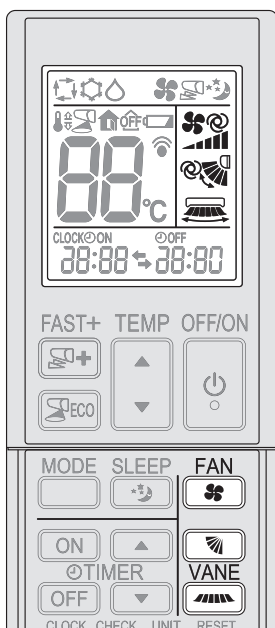 OFF
88°C
CLOCK ON OFF
88:88 88:88
FAST+ TEMP OFF/ON
ECO
MODE SLEEP FAN
ON
TIMER VANE
OFF
CLOCK CHECK UNIT RESET